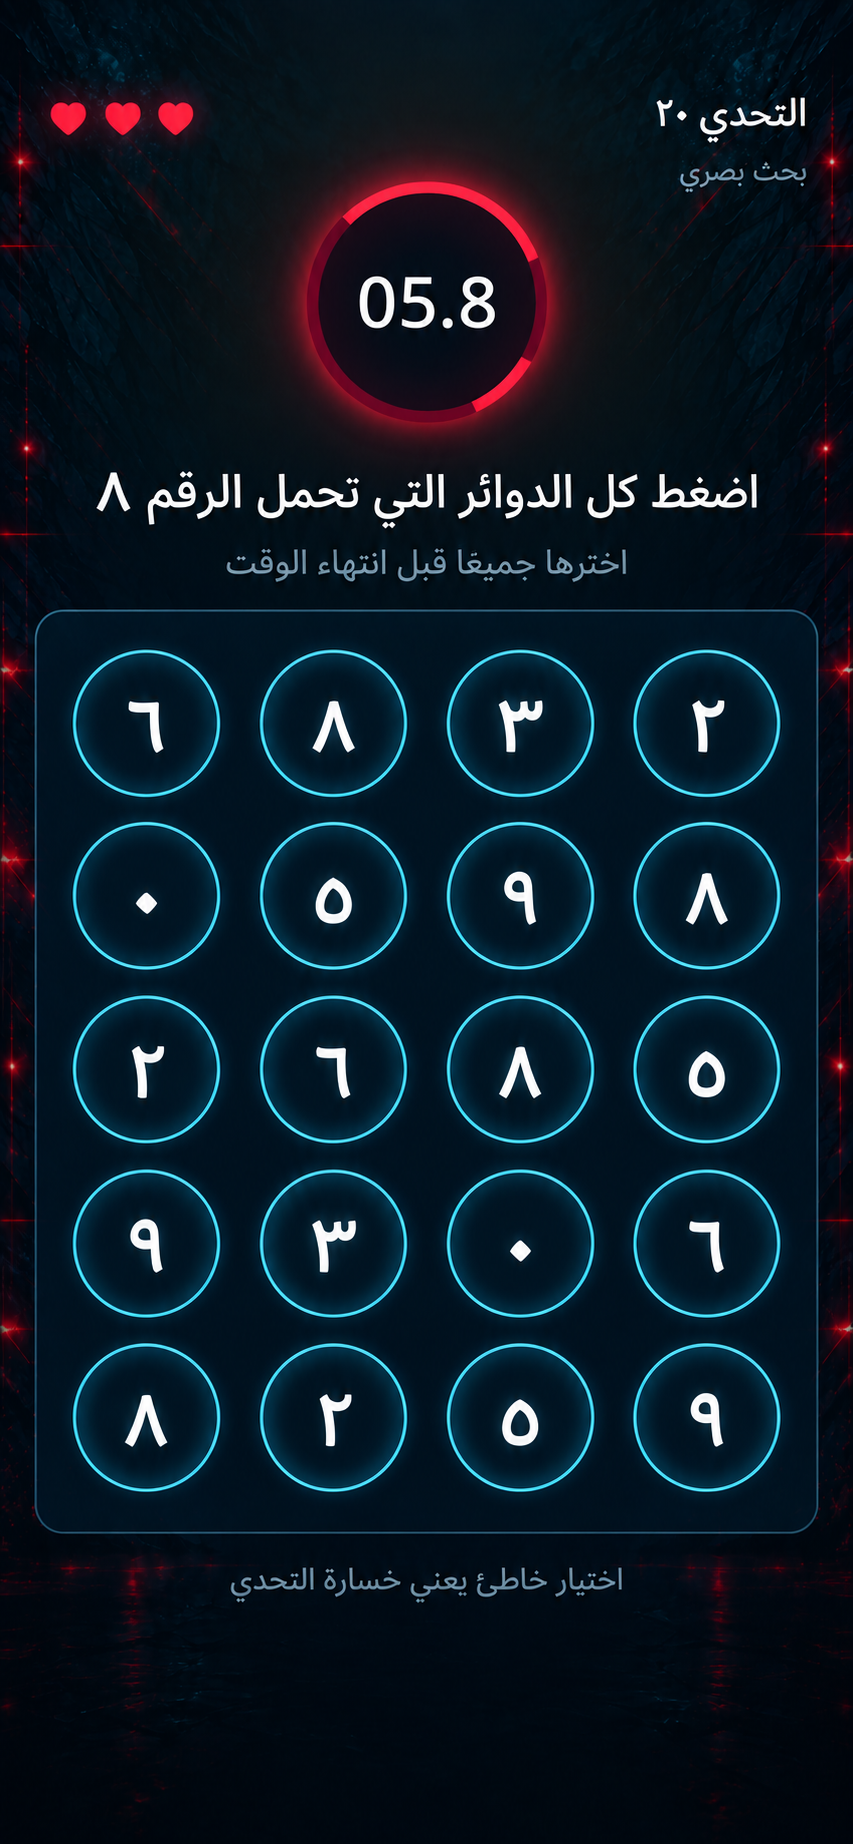 التحدي ٢٠
بحث بصري
05.8
اضغط كل الدوائر التي تحمل الرقم ٨
اخترها جميعًا قبل انتهاء الوقت
٢ ٣ ٨ ٦
٨ ٩ ٥ ٠
٥ ٨ ٦ ٢
٦ ٠ ٣ ٩
٩ ٥ ٢ ٨
اختيار خاطئ يعني خسارة التحدي